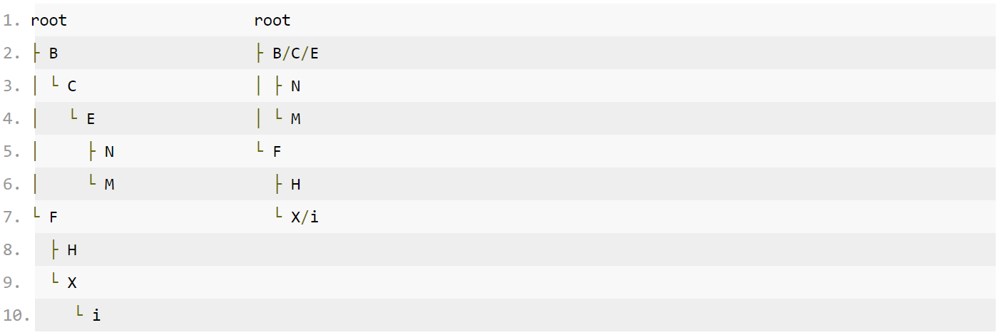 1. root                    root
2. ├ B                     ├ B/C/E
3. │ └ C                   │ ├ N
4. │   └ E                 │ └ M
5. │     ├ N               └ F
6. │     └ M                 ├ H
7. └ F                       └ X/i
8.   ├ H
9.   └ X
10.     └ i